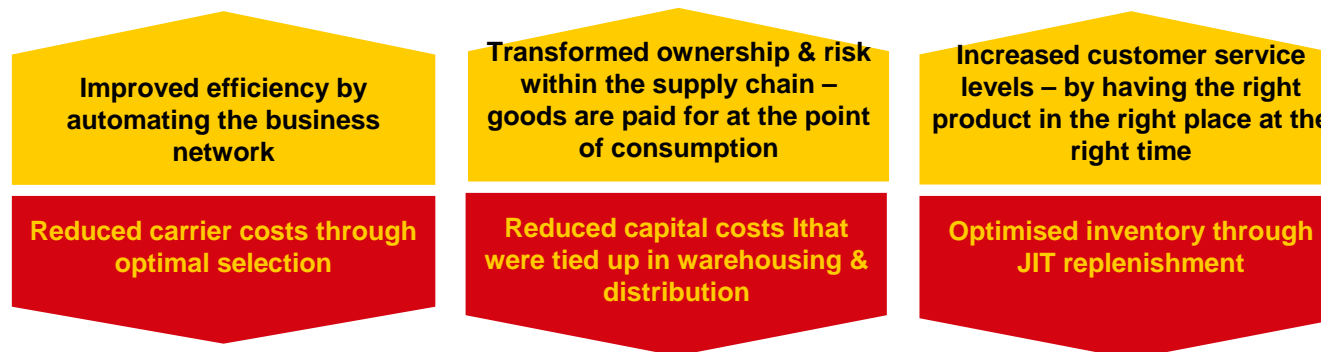 Improved efficiency by
automating the business
network
Transformed ownership & risk
within the supply chain –
goods are paid for at the point
of consumption
Increased customer service
levels – by having the right
product in the right place at the
right time
Reduced carrier costs through
optimal selection
Reduced capital costs Ithat
were tied up in warehousing &
distribution
Optimised inventory through
JIT replenishment